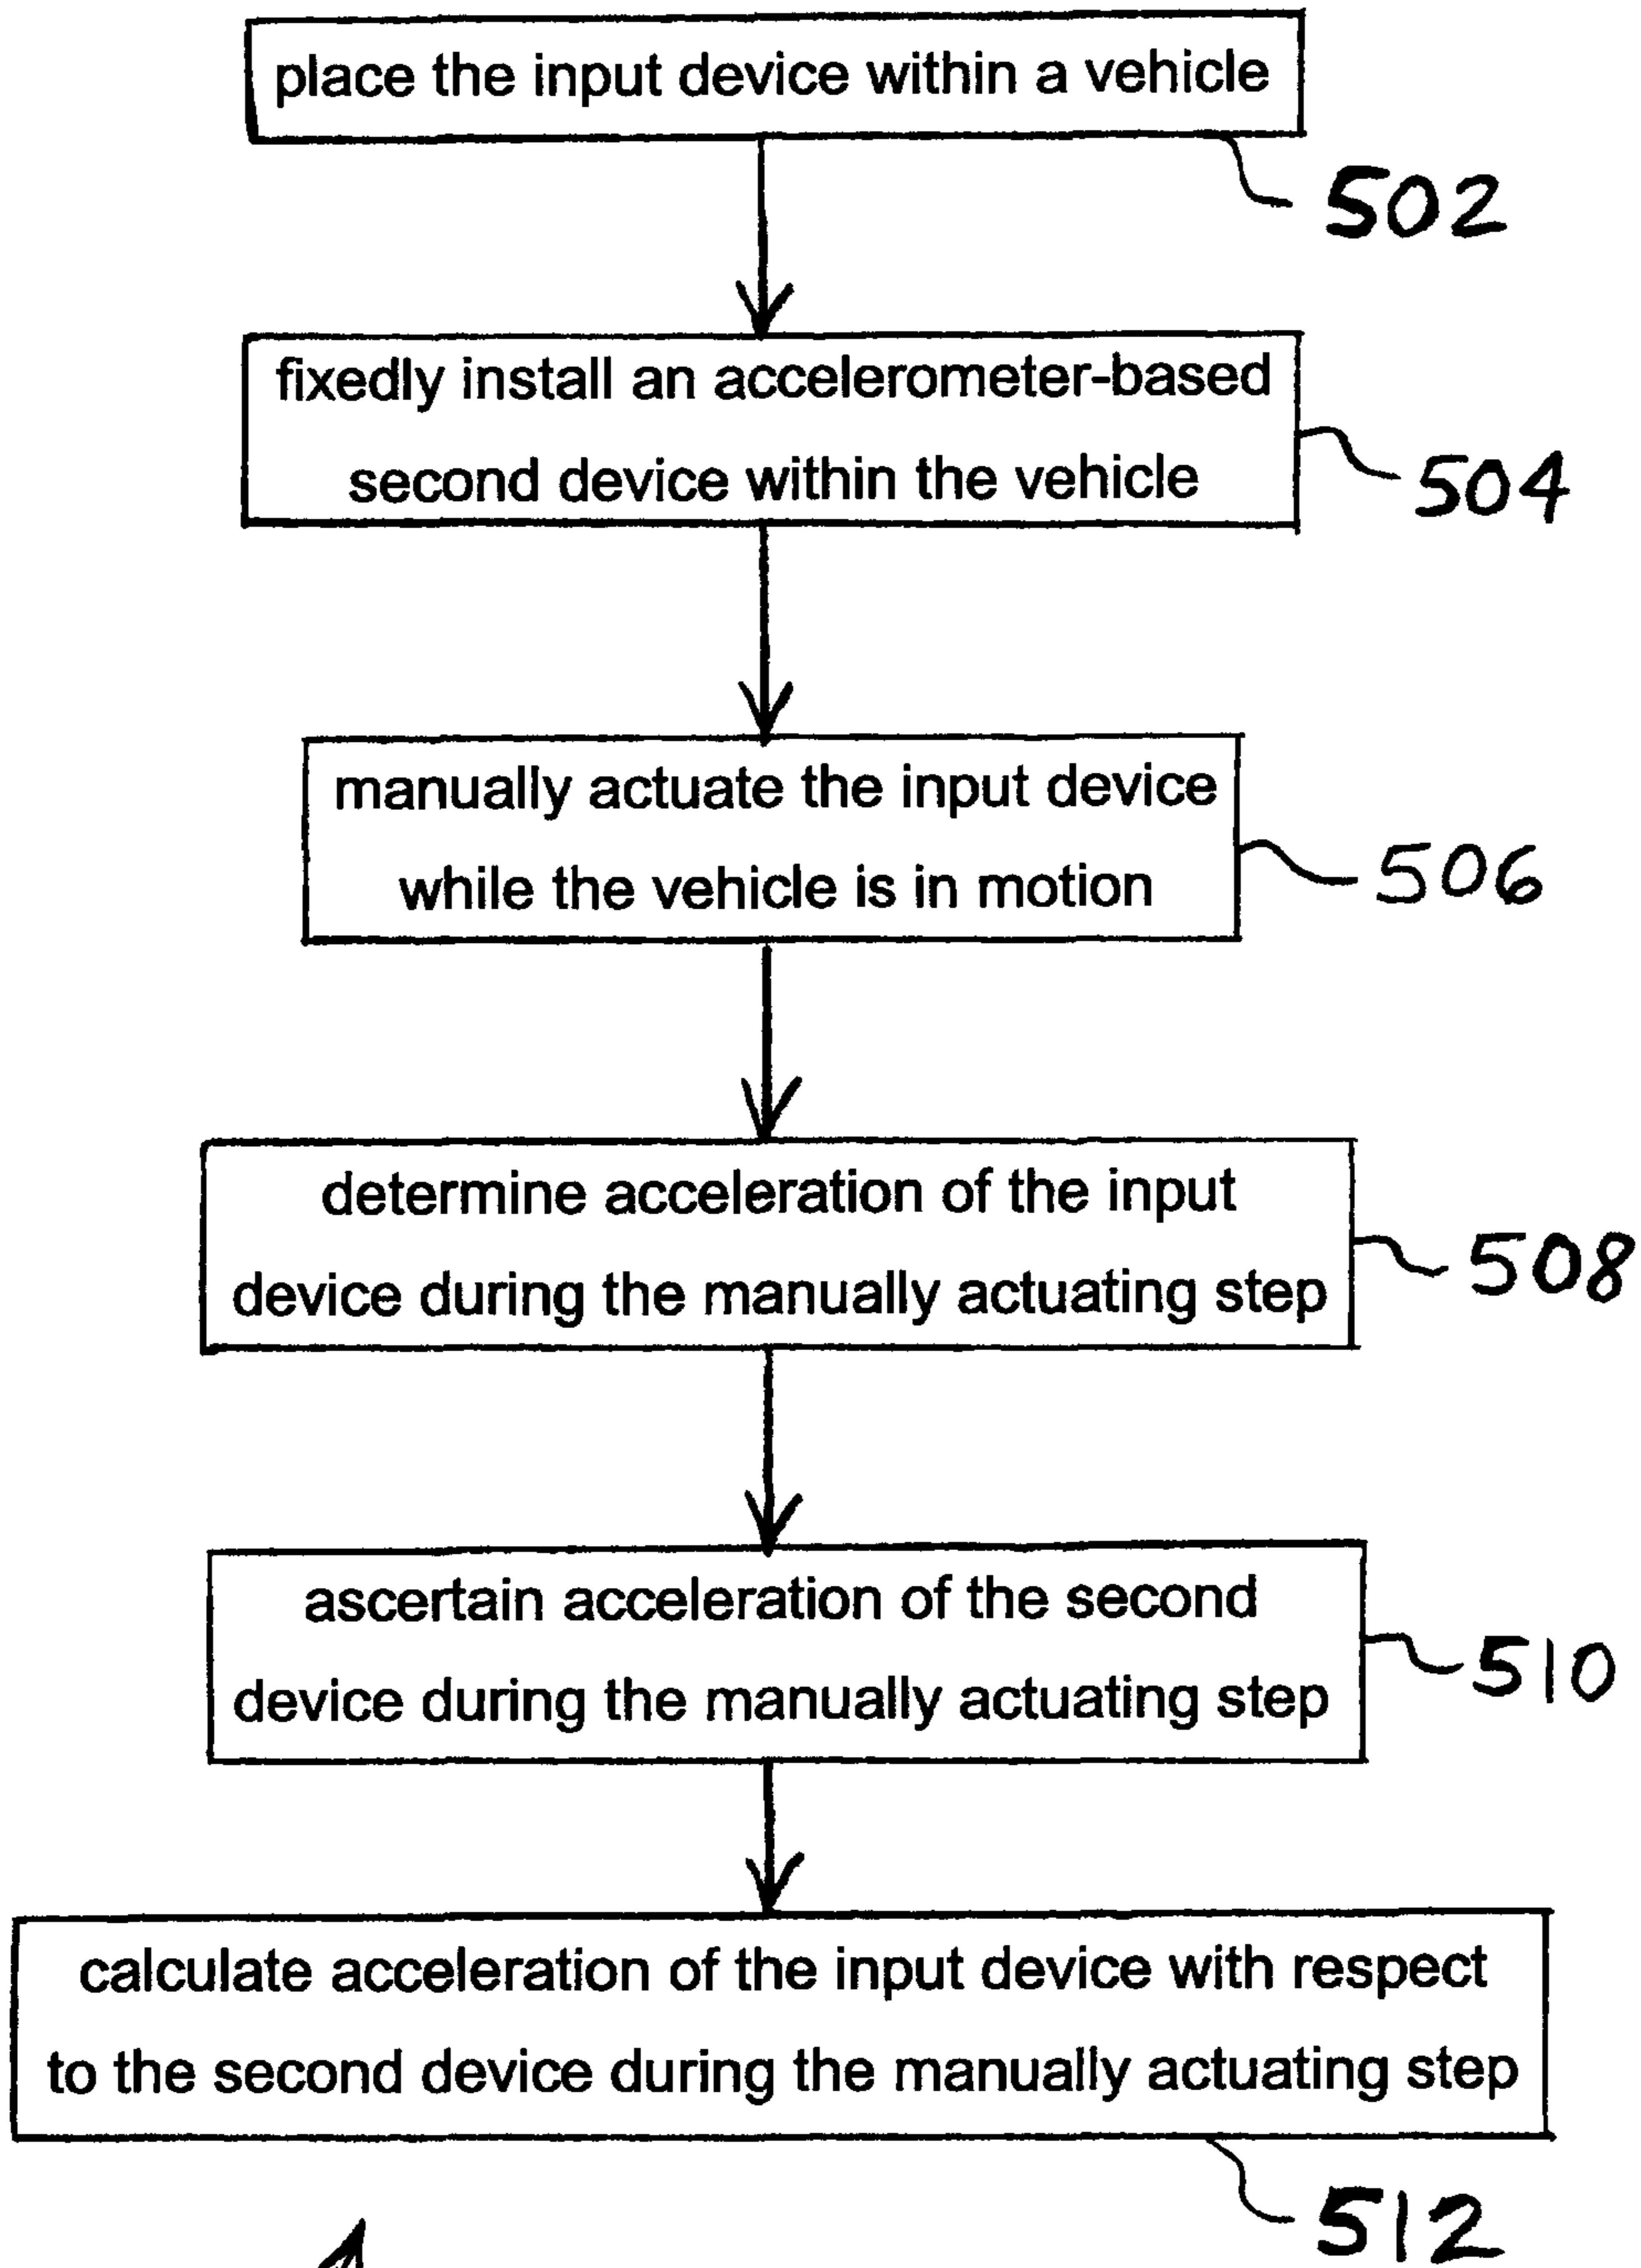 place the input device within a vehicle
502
fixedly install an accelerometer-based
second device within the vehicle
504
manually actuate the input device
while the vehicle is in motion
506
determine acceleration of the input
device during the manually actuating step
508
ascertain acceleration of the second
device during the manually actuating step
510
calculate acceleration of the input device with respect
to the second device during the manually actuating step
512